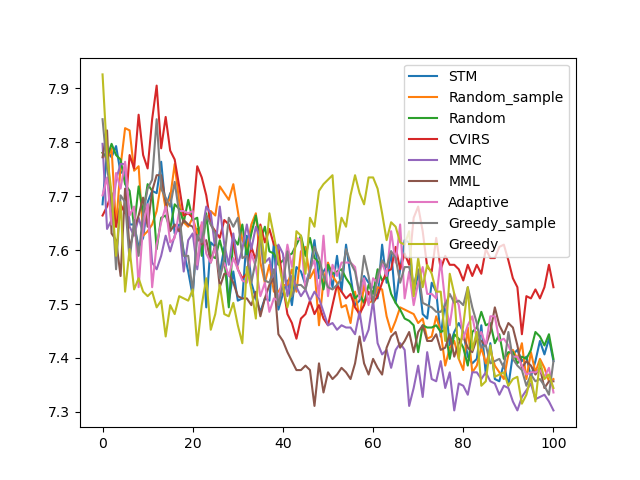 7.9
7.8
7.7
7.6
7.5
7.4
7.3
0
20
40
60
80
100
STM
Random_sample
Random
CVIRS
MMC
MML
Adaptive
Greedy_sample
Greedy